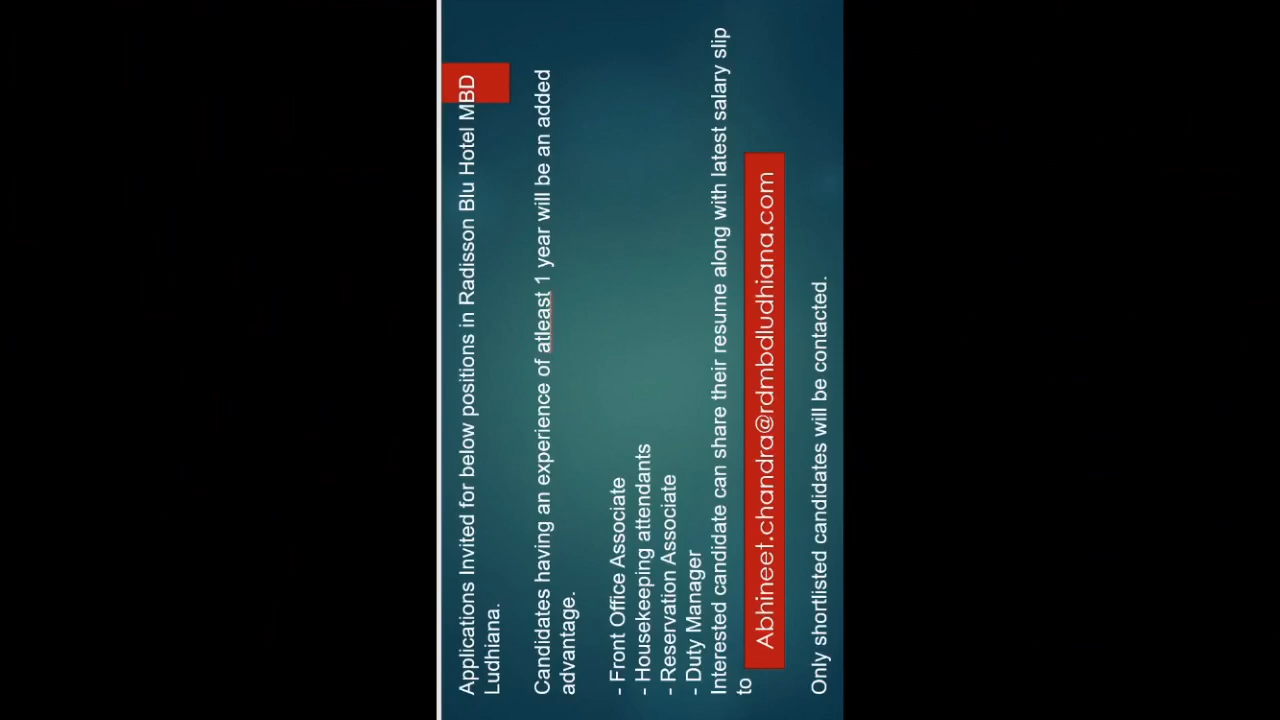 Applications Invited for below positions in Radisson Blu Hotel MBD
Ludhiana.
Candidates having an experience of atleast 1 year will be an added
advantage.
- Front Office Associate
- Housekeeping attendants
- Reservation Associate
- Duty Manager
Interested candidate can share their resume along with latest salary slip
to
Abhineet.chandra@rdmbdludhiana.com
Only shortlisted candidates will be contacted.